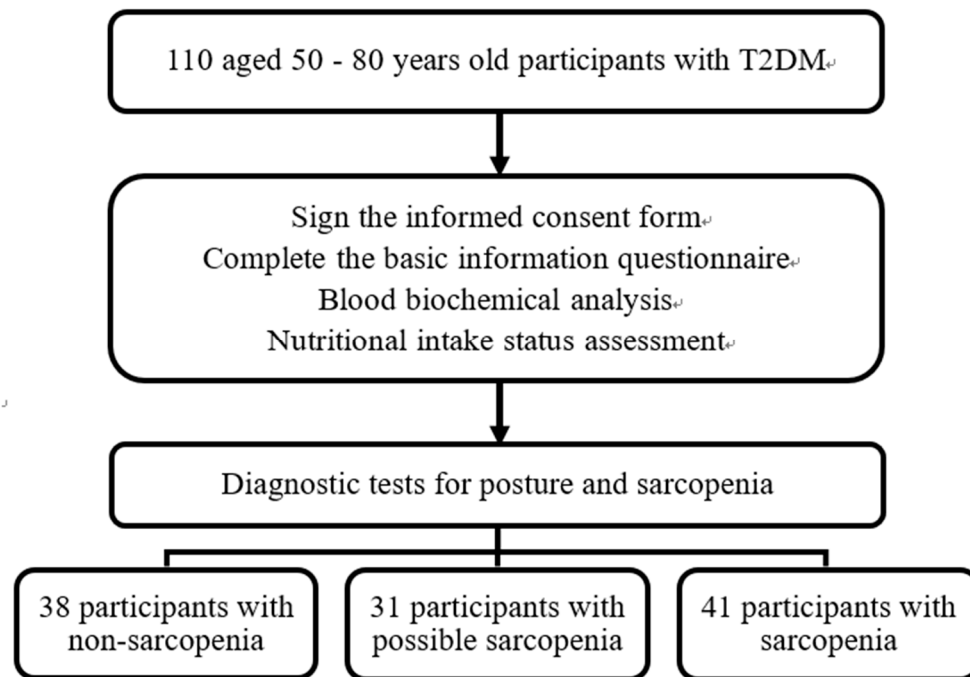 110 aged 50 - 80 years old participants with T2DM
Sign the informed consent form
Complete the basic information questionnaire
Blood biochemical analysis
Nutritional intake status assessment
Diagnostic tests for posture and sarcopenia
38 participants with
non-sarcopenia
31 participants with
possible sarcopenia
41 participants with
sarcopenia